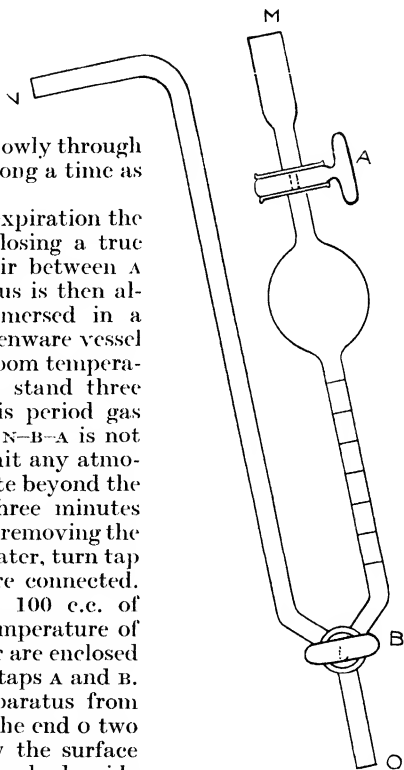 M
V
A
owly through
ong a time as
expiration the
losing a true
ir between A
us is then al-
mersed in a
enware vessel
oom tempera-
stand three
is period gas
N–B–A is not
nit any atmo-
te beyond the
hree minutes
removing the
ater, turn tap
re connected.
100 c.c. of
mperature of
r are enclosed
taps A and B.
paratus from
he end O two
the surface
B
O